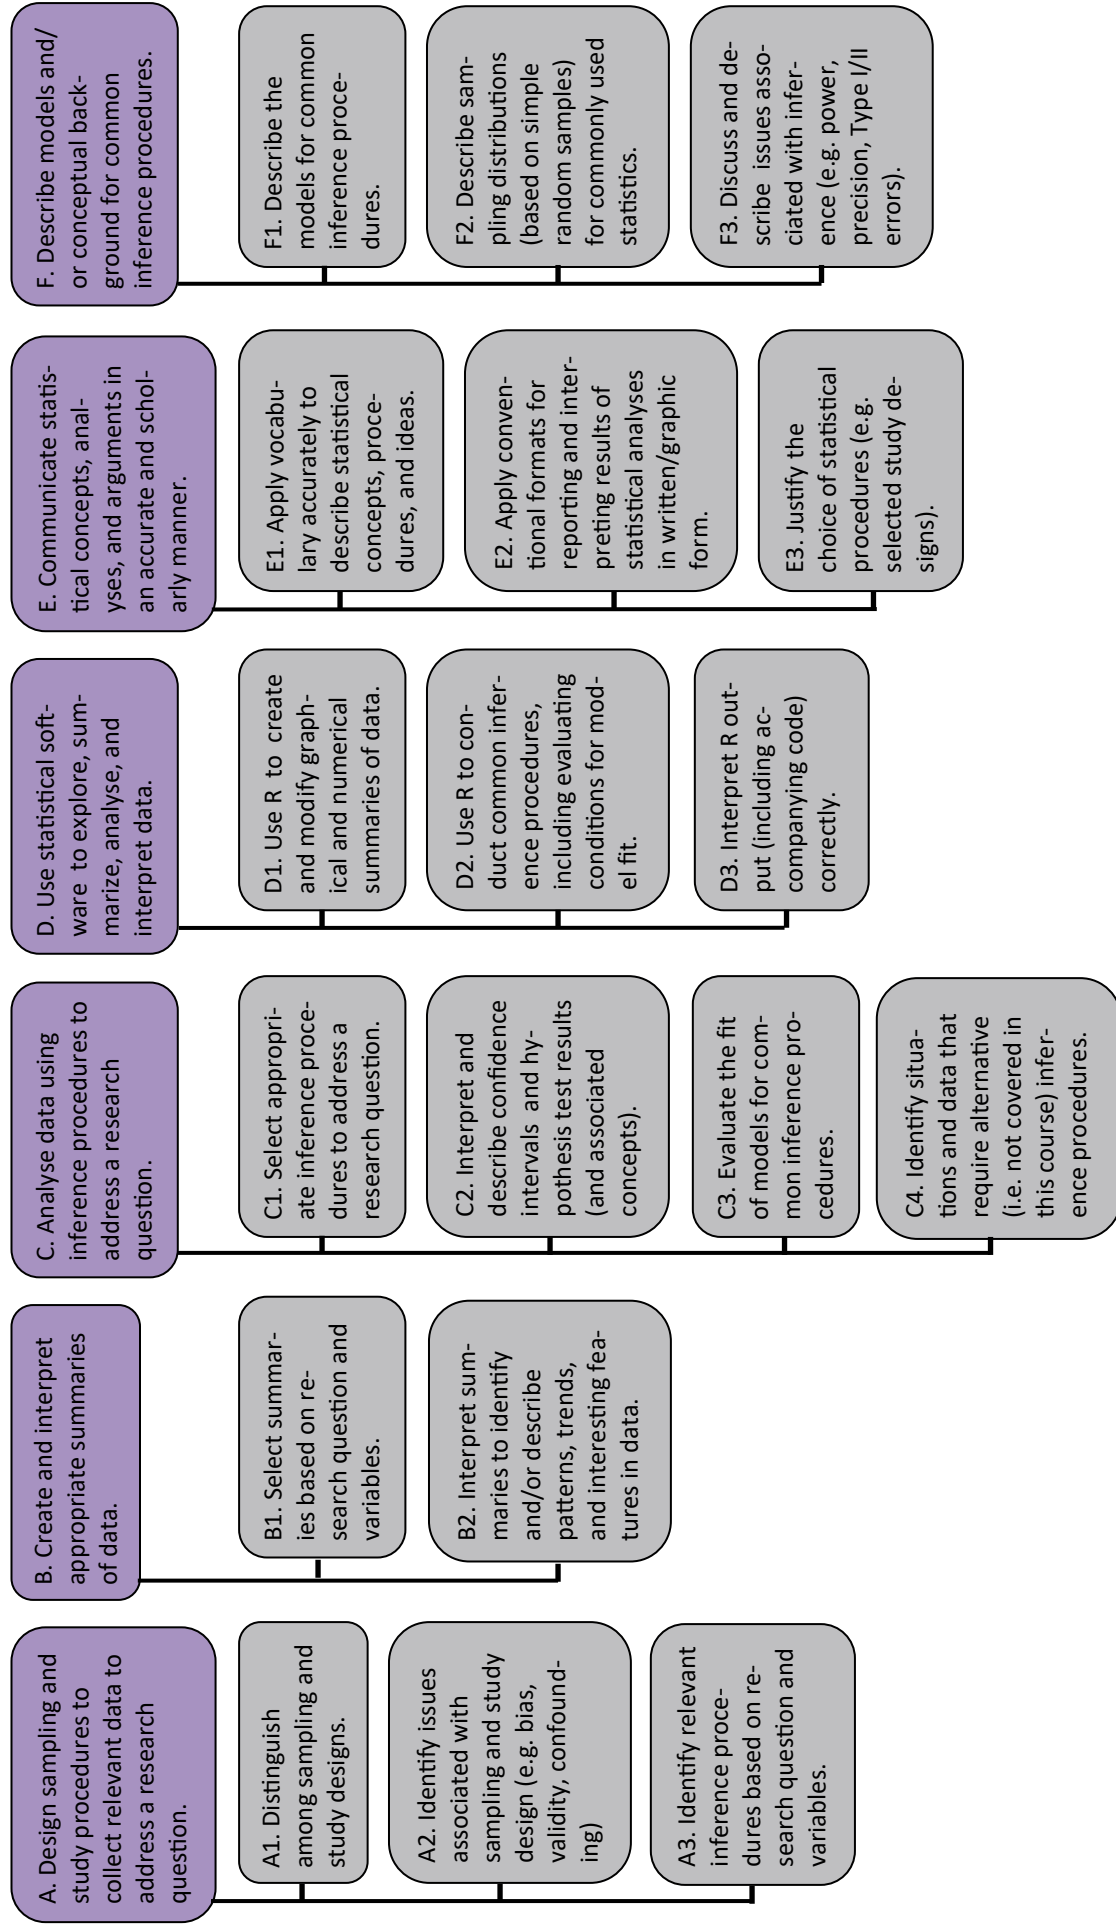 A. Design sampling and
study procedures to
collect relevant data to
address a research
question.
A1. Distinguish
among sampling and
study designs.
A2. Identify issues
associated with
sampling and study
design (e.g. bias,
validity, confound-
ing)
A3. Identify relevant
inference proce-
dures based on re-
search question and
variables.
B. Create and interpret
appropriate summaries
of data.
B1. Select summar-
ies based on re-
search question and
variables.
B2. Interpret sum-
maries to identify
and/or describe
patterns, trends,
and interesting fea-
tures in data.
C. Analyse data using
inference procedures to
address a research
question.
C1. Select appropri-
ate inference proce-
dures to address a
research question.
C2. Interpret and
describe confidence
intervals and hy-
pothesis test results
(and associated
concepts).
C3. Evaluate the fit
of models for com-
mon inference pro-
cedures.
C4. Identify situa-
tions and data that
require alternative
(i.e. not covered in
this course) infer-
ence procedures.
D. Use statistical soft-
ware to explore, sum-
marize, analyse, and
interpret data.
D1. Use R to create
and modify graph-
ical and numerical
summaries of data.
D2. Use R to con-
duct common infer-
ence procedures,
including evaluating
conditions for mod-
el fit.
D3. Interpret R out-
put (including ac-
companying code)
correctly.
E. Communicate statis-
tical concepts, anal-
yses, and arguments in
an accurate and schol-
arly manner.
E1. Apply vocabu-
lary accurately to
describe statistical
concepts, proce-
dures, and ideas.
E2. Apply conven-
tional formats for
reporting and inter-
preting results of
statistical analyses
in written/graphic
form.
E3. Justify the
choice of statistical
procedures (e.g.
selected study de-
signs).
F. Describe models and/
or conceptual back-
ground for common
inference procedures.
F1. Describe the
models for common
inference proce-
dures.
F2. Describe sam-
pling distributions
(based on simple
random samples)
for commonly used
statistics.
F3. Discuss and de-
scribe issues asso-
ciated with infer-
ence (e.g. power,
precision, Type I/II
errors).